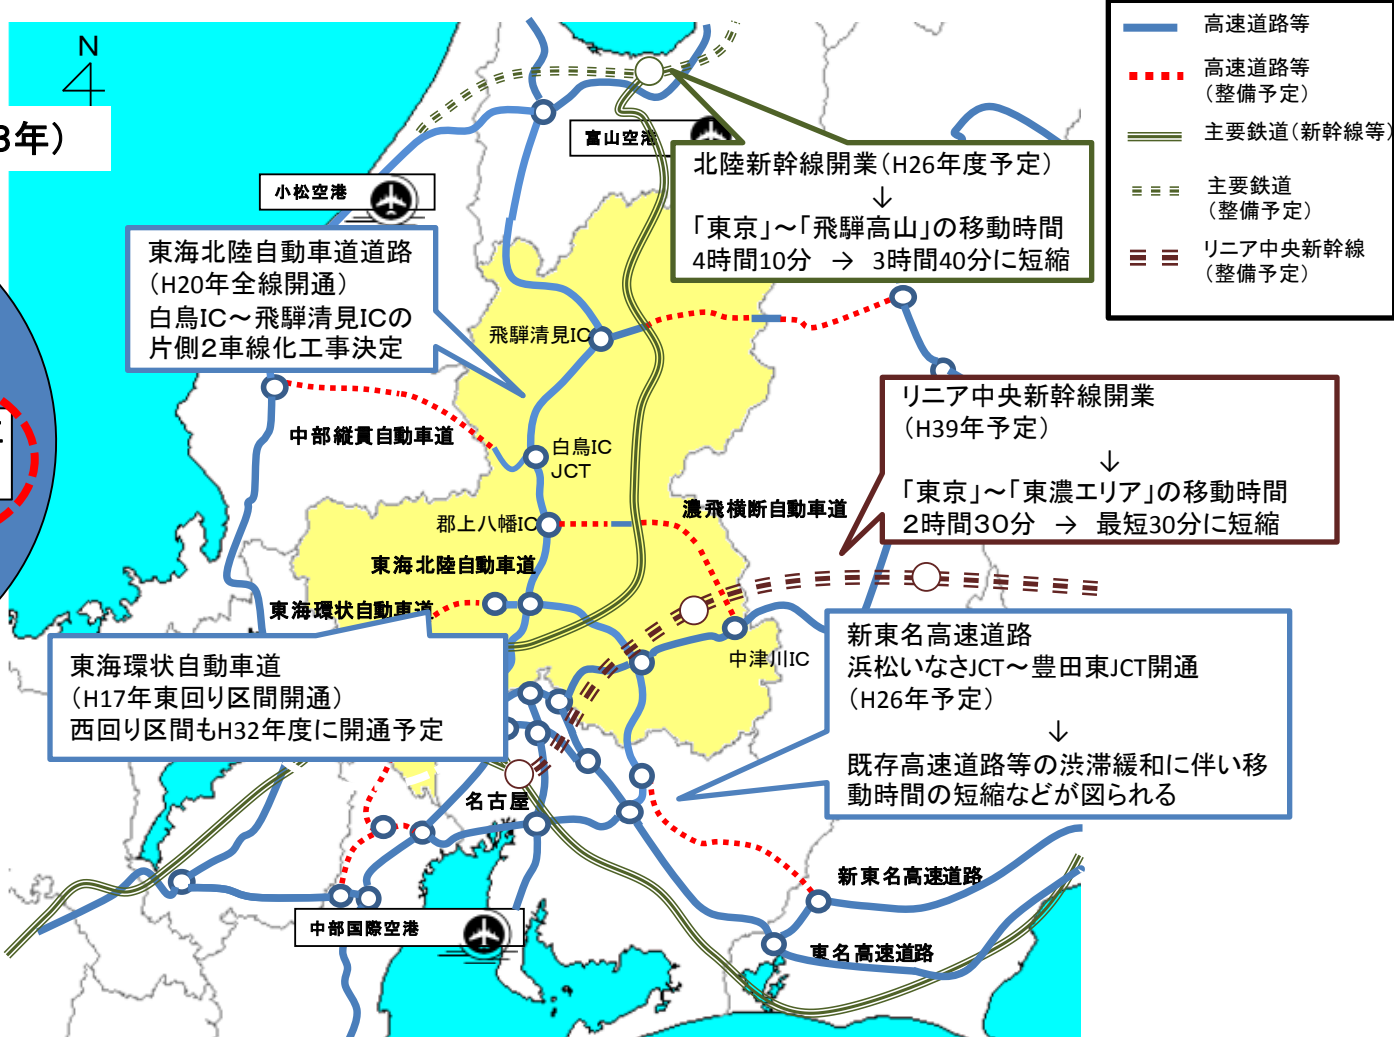 N
3年）
小松空港
富山空港
高速道路等
高速道路等
（整備予定）
主要鉄道（新幹線等）
主要鉄道
（整備予定）
リニア中央新幹線
（整備予定）
北陸新幹線開業（H26年度予定）
↓
「東京」～「飛騨高山」の移動時間
4時間10分 → 3時間40分に短縮
東海北陸自動車道道路
（H20年全線開通）
白鳥IC～飛騨清見ICの
片側２車線化工事決定
飛騨清見IC
中部縦貫自動車道
白鳥IC
JCT
リニア中央新幹線開業
（H39年予定）
↓
「東京」～「東濃エリア」の移動時間
２時間３０分 → 最短30分に短縮
濃飛横断自動車道
郡上八幡IC
東海北陸自動車道
東海環状自動車道
中津川IC
東海環状自動車道
（H17年東回り区間開通）
西回り区間もH32年度に開通予定
新東名高速道路
浜松いなさJCT～豊田東JCT開通
（H26年予定）
↓
既存高速道路等の渋滞緩和に伴い移
動時間の短縮などが図られる
名古屋
新東名高速道路
中部国際空港
東名高速道路